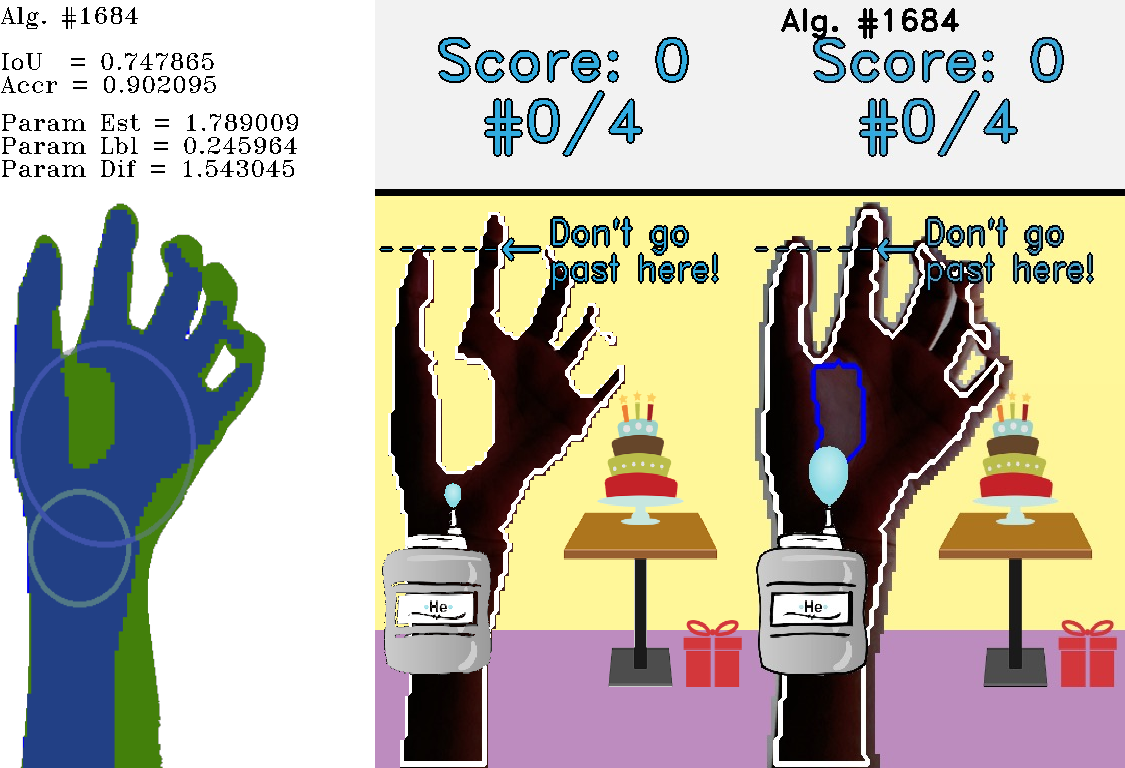 Alg. #1684
IoU = 0.747865
Accr = 0.902095
Param Est = 1.789009
Param Lbl = 0.245964
Param Dif = 1.543045
Score: 0
#0/4
Don't go
past here!
He
Alg. #1684
Score: 0
#0/4
Don't go
past here!
He